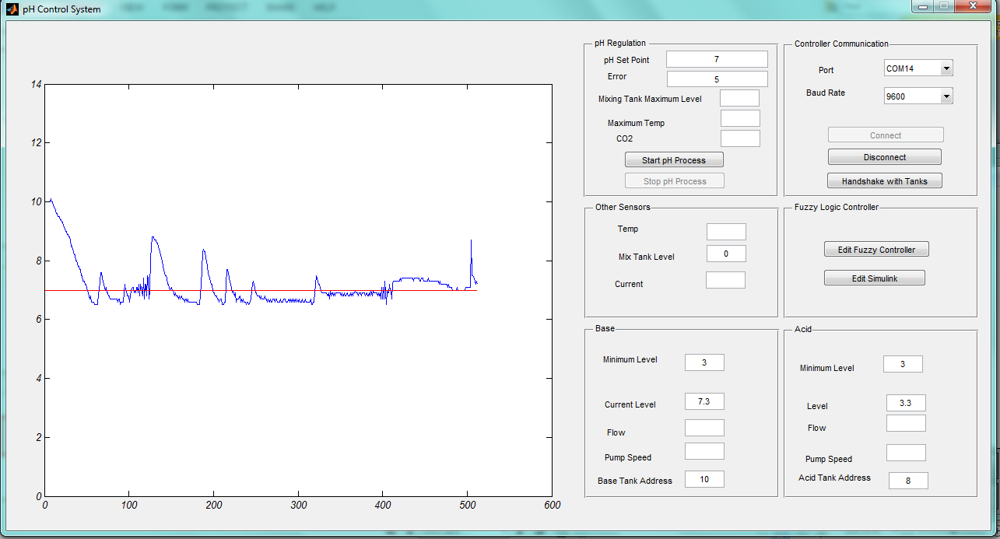 pH Control System
14
12
10
8
6
4
2
0
0
100
200
300
400
500
600
pH Regulation
pH Set Point
7
Error
5
Mixing Tank Maximum Level
Maximum Temp
CO2
Start pH Process
Stop pH Process
Controller Communication
Port
COM14
Baud Rate
9600
Connect
Disconnect
Handshake with Tanks
Other Sensors
Temp
Mix Tank Level
0
Current
Fuzzy Logic Controller
Edit Fuzzy Controller
Edit Simulink
Base
Minimum Level
3
Current Level
7.3
Flow
Pump Speed
Base Tank Address
10
Acid
Minimum Level
3
Level
3.3
Flow
Pump Speed
Acid Tank Address
8